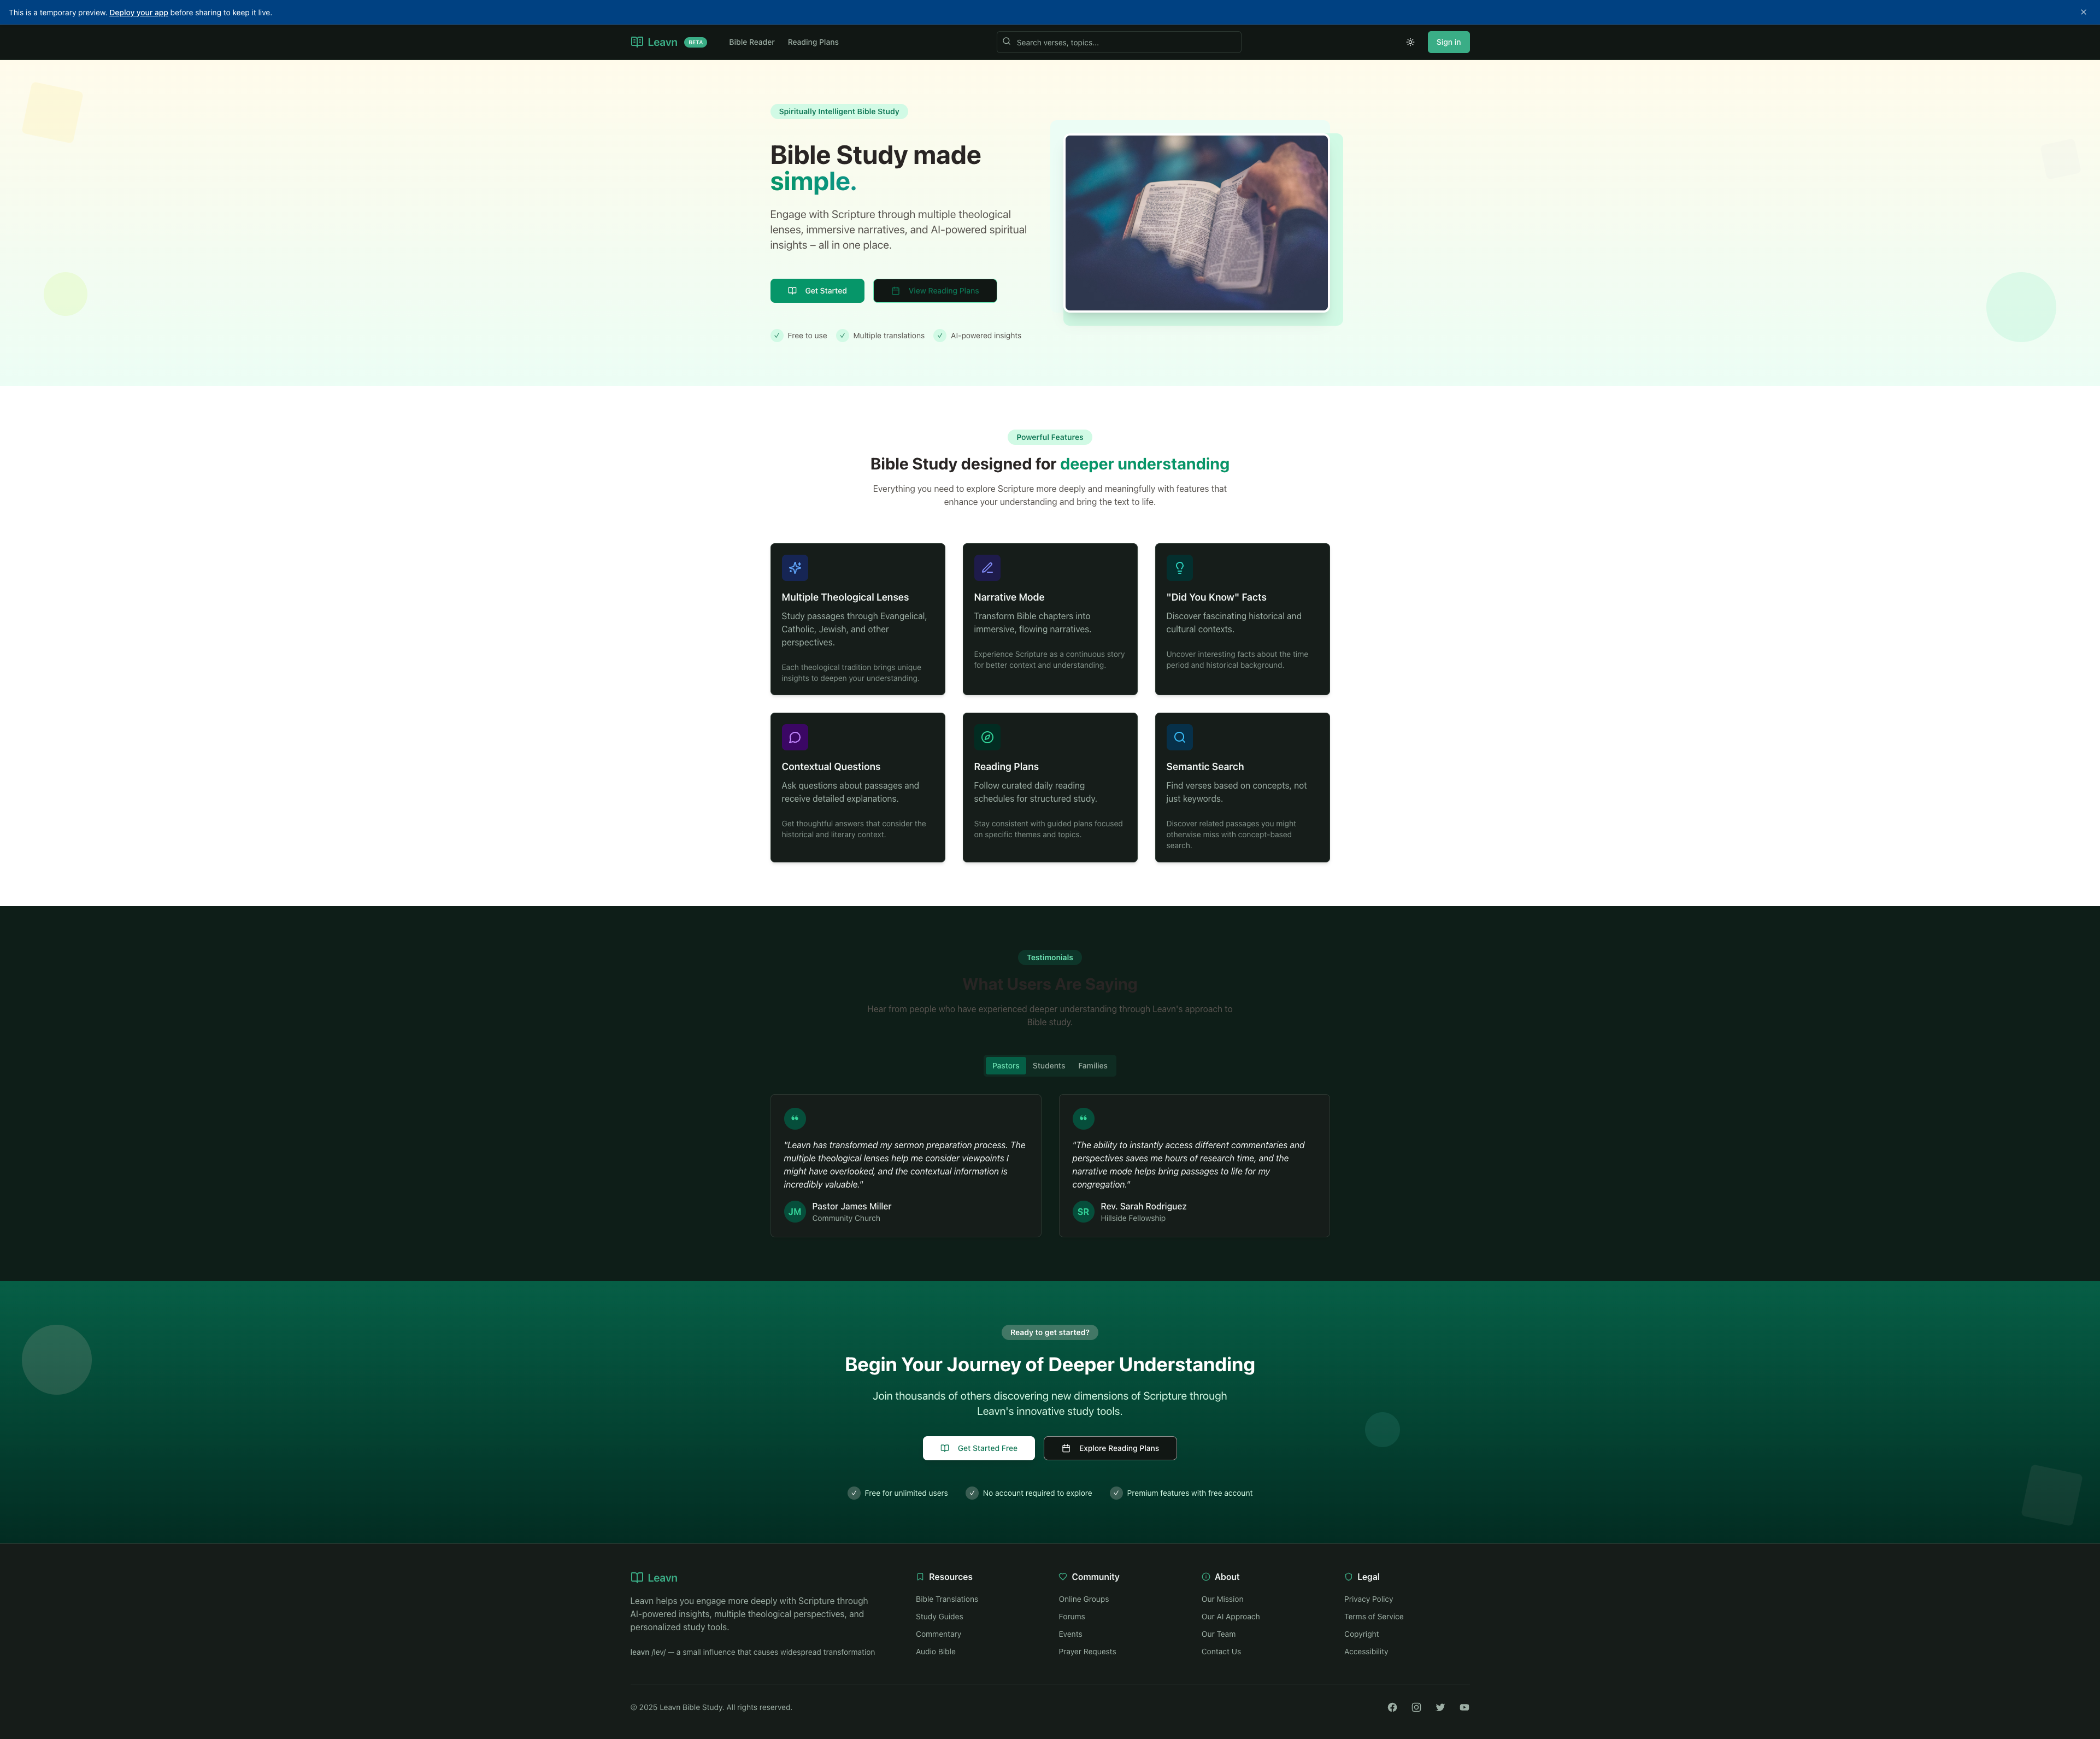 This is a temporary preview. Deploy your app before sharing to keep it live.
Leavn BETA Bible Reader Reading Plans Search verses, topics... Sign in
Spiritually Intelligent Bible Study
Bible Study made
simple.
Engage with Scripture through multiple theological
lenses, immersive narratives, and AI-powered spiritual
insights – all in one place.
Get Started View Reading Plans
Free to use Multiple translations AI-powered insights
Powerful Features
Bible Study designed for deeper understanding
Everything you need to explore Scripture more deeply and meaningfully with features that
enhance your understanding and bring the text to life.
Multiple Theological Lenses
Study passages through Evangelical,
Catholic, Jewish, and other
perspectives.
Each theological tradition brings unique
insights to deepen your understanding.
Narrative Mode
Transform Bible chapters into
immersive, flowing narratives.
Experience Scripture as a continuous story
for better context and understanding.
"Did You Know" Facts
Discover fascinating historical and
cultural contexts.
Uncover interesting facts about the time
period and historical background.
Contextual Questions
Ask questions about passages and
receive detailed explanations.
Get thoughtful answers that consider the
historical and literary context.
Reading Plans
Follow curated daily reading
schedules for structured study.
Stay consistent with guided plans focused
on specific themes and topics.
Semantic Search
Find verses based on concepts, not
just keywords.
Discover related passages you might
otherwise miss with concept-based
search.
Testimonials
What Users Are Saying
Hear from people who have experienced deeper understanding through Leavn's approach to
Bible study.
Pastors Students Families
"Leavn has transformed my sermon preparation process. The
multiple theological lenses help me consider viewpoints I
might have overlooked, and the contextual information is
incredibly valuable."
JM Pastor James Miller
Community Church
"The ability to instantly access different commentaries and
perspectives saves me hours of research time, and the
narrative mode helps bring passages to life for my
congregation."
SR Rev. Sarah Rodriguez
Hillside Fellowship
Ready to get started?
Begin Your Journey of Deeper Understanding
Join thousands of others discovering new dimensions of Scripture through
Leavn's innovative study tools.
Get Started Free Explore Reading Plans
Free for unlimited users No account required to explore Premium features with free account
Leavn
Leavn helps you engage more deeply with Scripture through
AI-powered insights, multiple theological perspectives, and
personalized study tools.
leavn /lev/ — a small influence that causes widespread transformation
Resources
Bible Translations
Study Guides
Commentary
Audio Bible
Community
Online Groups
Forums
Events
Prayer Requests
About
Our Mission
Our AI Approach
Our Team
Contact Us
Legal
Privacy Policy
Terms of Service
Copyright
Accessibility
© 2025 Leavn Bible Study. All rights reserved.